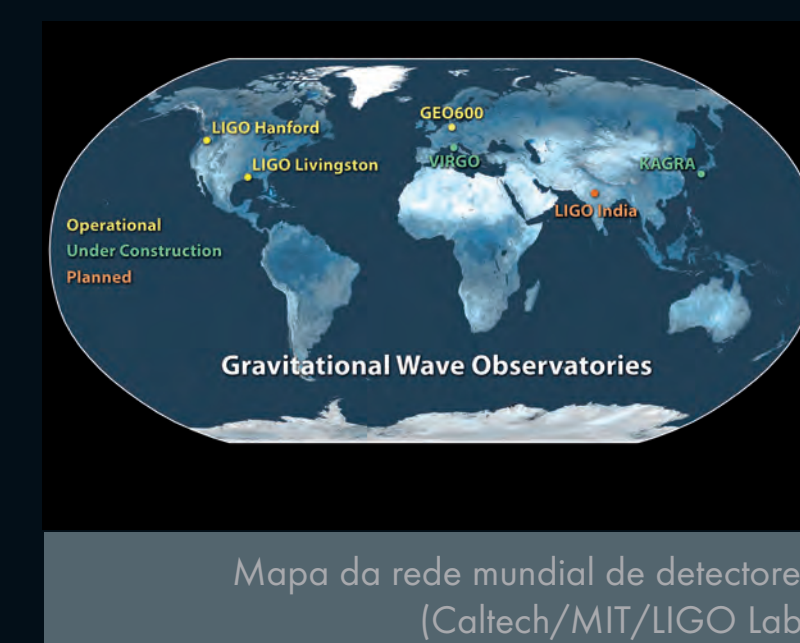 GEO600
LIGO Hanford
LIGO Livingston
VIRGO
KAGRA
LIGO India
Operational
Under Construction
Planned
Gravitational Wave Observatories
Mapa da rede mundial de detectore
(Caltech/MIT/LIGO Lab